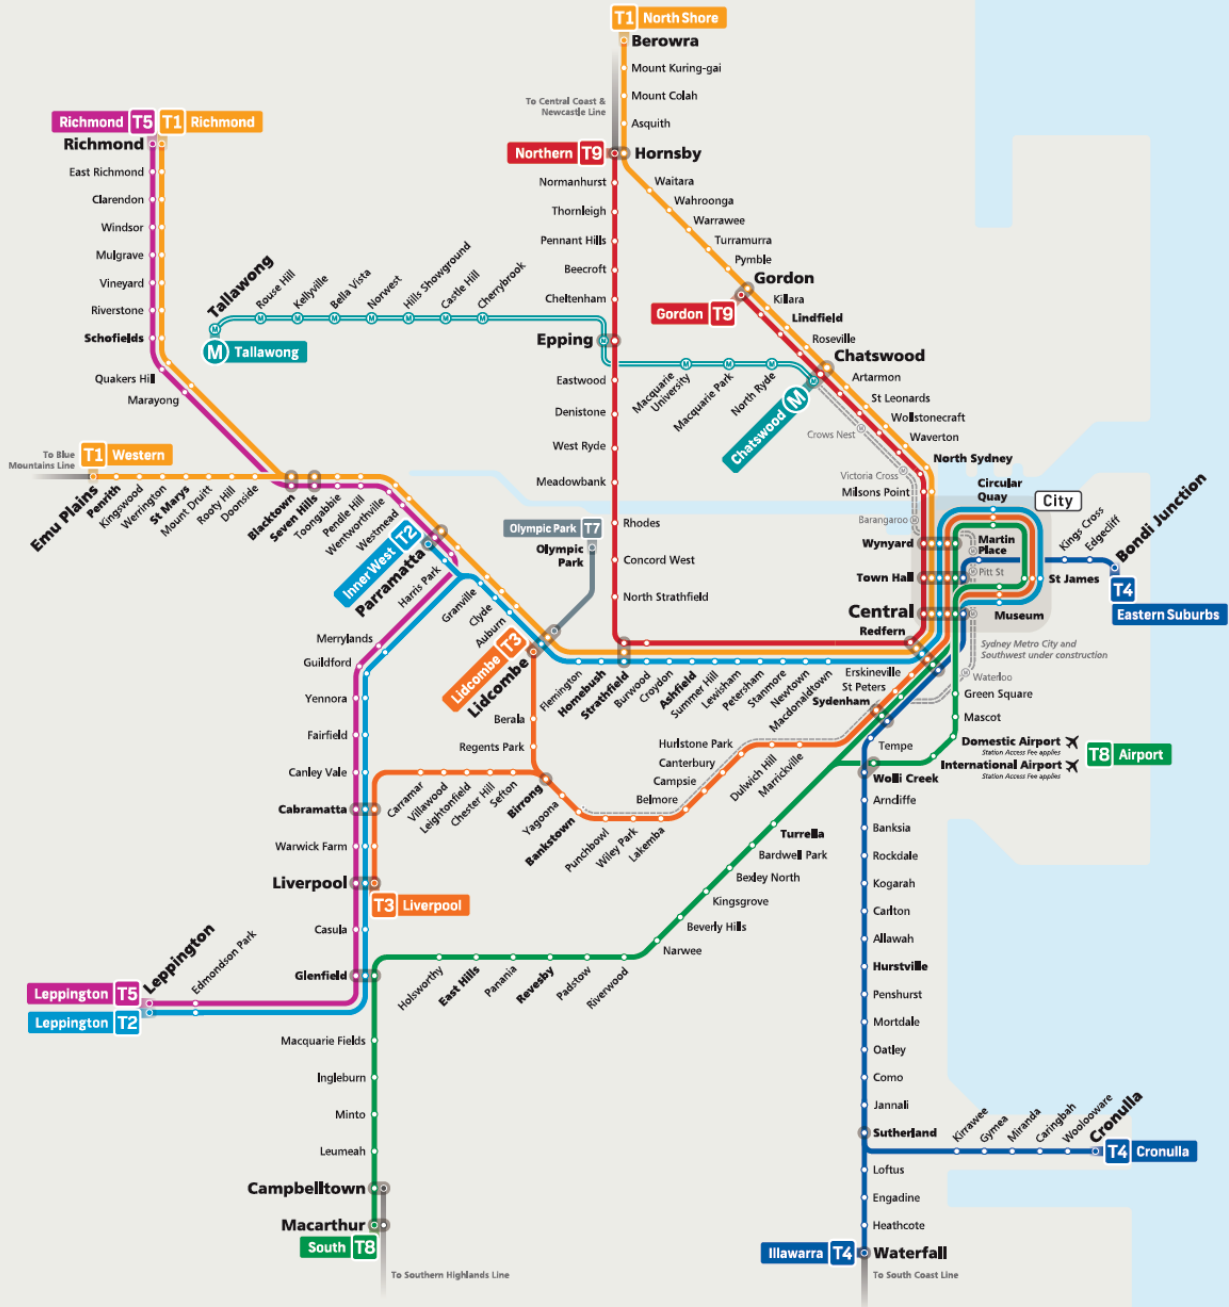 T1 North Shore
Berowra
Mount Kuring-gai
Mount Colah
To Central Coast &
Newcastle Line
Asquith
Richmond T5
T1 Richmond
Richmond
Northern T9
Hornsby
East Richmond
Clarendon
Windsor
Mulgrave
Vineyard
Riverstone
Schofields
Quakers Hill
Marayong
Normanhurst
Thornleigh
Pennant Hills
Beecroft
Cheltenham
Epping
Eastwood
Denistone
West Ryde
Meadowbank
Rhodes
Concord West
North Strathfield
Waitara
Wahroonga
Warrawee
Turramurra
Pymble
Gordon
Gordon T9
Killara
Lindfield
Roseville
Chatswood
Artarmon
St Leonards
Wollstonecraft
Waverton
North Sydney
Milsons Point
Tallawong
M Tallawong
Rouse Hill
Kellyville
Bella Vista
Norwest
Hills Showground
Castle Hill
Cherrybrook
Macquarie
University
Macquarie Park
North Ryde
Chatswood M
Crows Nest
Victoria Cross
Barangaroo
To Blue
Mountains Line
T1 Western
Emu Plains
Penrith
Kingswood
Werrington
St Marys
Mount Druitt
Rooty Hill
Doonside
Blacktown
Seven Hills
Toongabbie
Pendle Hill
Wentworthville
Westmead
Inner West T2
Parramatta
Harris Park
Granville
Clyde
Auburn
Lidcombe T3
Lidcombe
Olympic Park T7
Olympic
Park
Flemington
Homebush
Strathfield
Burwood
Croydon
Ashfield
Summer Hill
Lewisham
Petersham
Stanmore
Newtown
Macdonaldtown
Redfern
City
Circular
Quay
Wynyard
Martin
Place
Town Hall
Pitt St
St James
Central
Museum
Kings Cross
Edgecliff
Bondi Junction
T4
Eastern Suburbs
Sydney Metro City and
Southwest under construction
Waterloo
Erskineville
St Peters
Sydenham
Green Square
Mascot
Domestic Airport
Station Access Fee applies
International Airport
Station Access Fee applies
T8 Airport
Merrylands
Guildford
Yennora
Fairfield
Canley Vale
Cabramatta
Warwick Farm
Liverpool
T3 Liverpool
Casula
Glenfield
Leppington
Edmondson Park
Leppington T5
Leppington T2
Berala
Regents Park
Carramar
Villawood
Leightonfield
Chester Hill
Sefton
Birrong
Yagoona
Bankstown
Punchbowl
Wiley Park
Lakemba
Belmore
Campsie
Canterbury
Hurlstone Park
Dulwich Hill
Marrickville
Tempe
Wolli Creek
Turrella
Bardwell Park
Bexley North
Kingsgrove
Beverly Hills
Narwee
Riverwood
Padstow
Revesby
Panania
East Hills
Holsworthy
Macquarie Fields
Ingleburn
Minto
Leumeah
Campbelltown
Macarthur
South T8
To Southern Highlands Line
Arncliffe
Banksia
Rockdale
Kogarah
Carlton
Allawah
Hurstville
Penshurst
Mortdale
Oatley
Como
Jannali
Sutherland
Kirrawee
Gymea
Miranda
Caringbah
Woolooware
Cronulla
T4 Cronulla
Loftus
Engadine
Heathcote
Illawarra T4
Waterfall
To South Coast Line